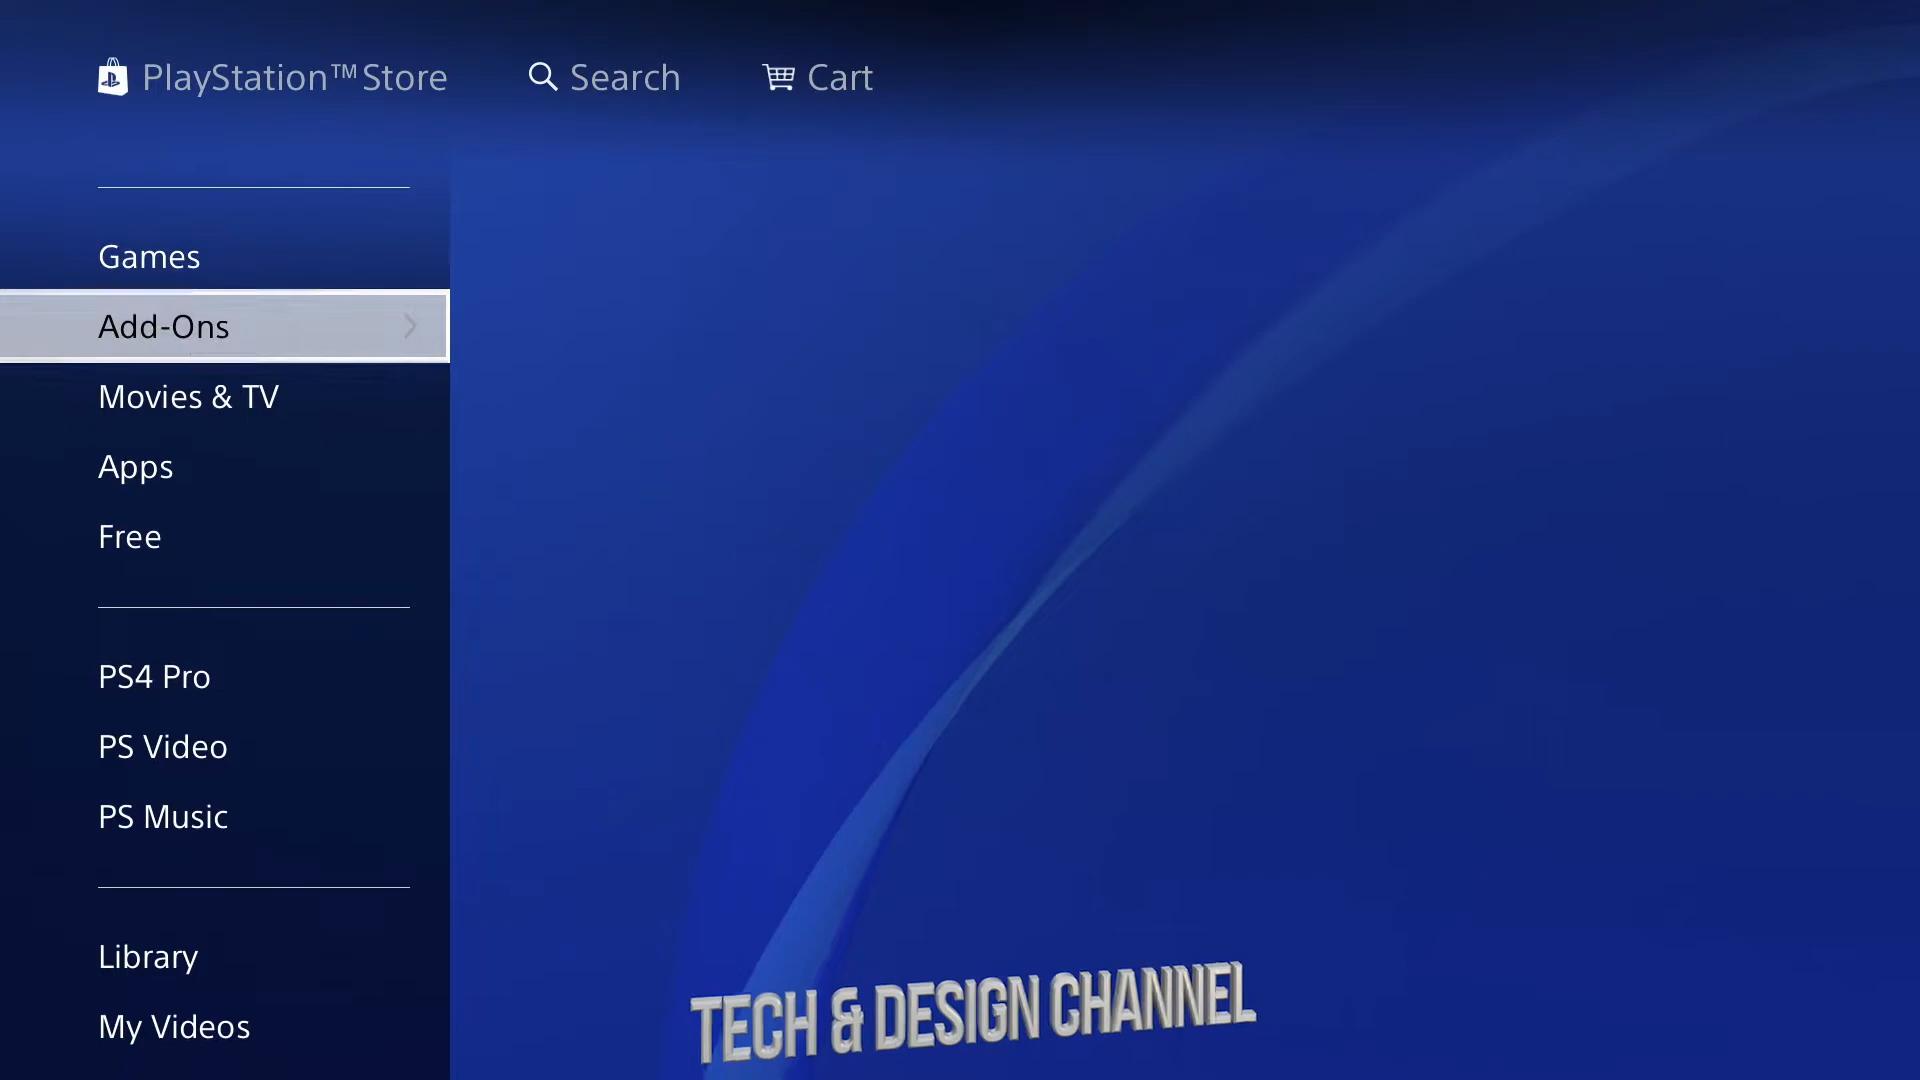 PlayStation™Store
Search
Cart
Games
Add-Ons
Movies & TV
Apps
Free
PS4 Pro
PS Video
PS Music
Library
My Videos
TECH & DESIGN CHANNEL